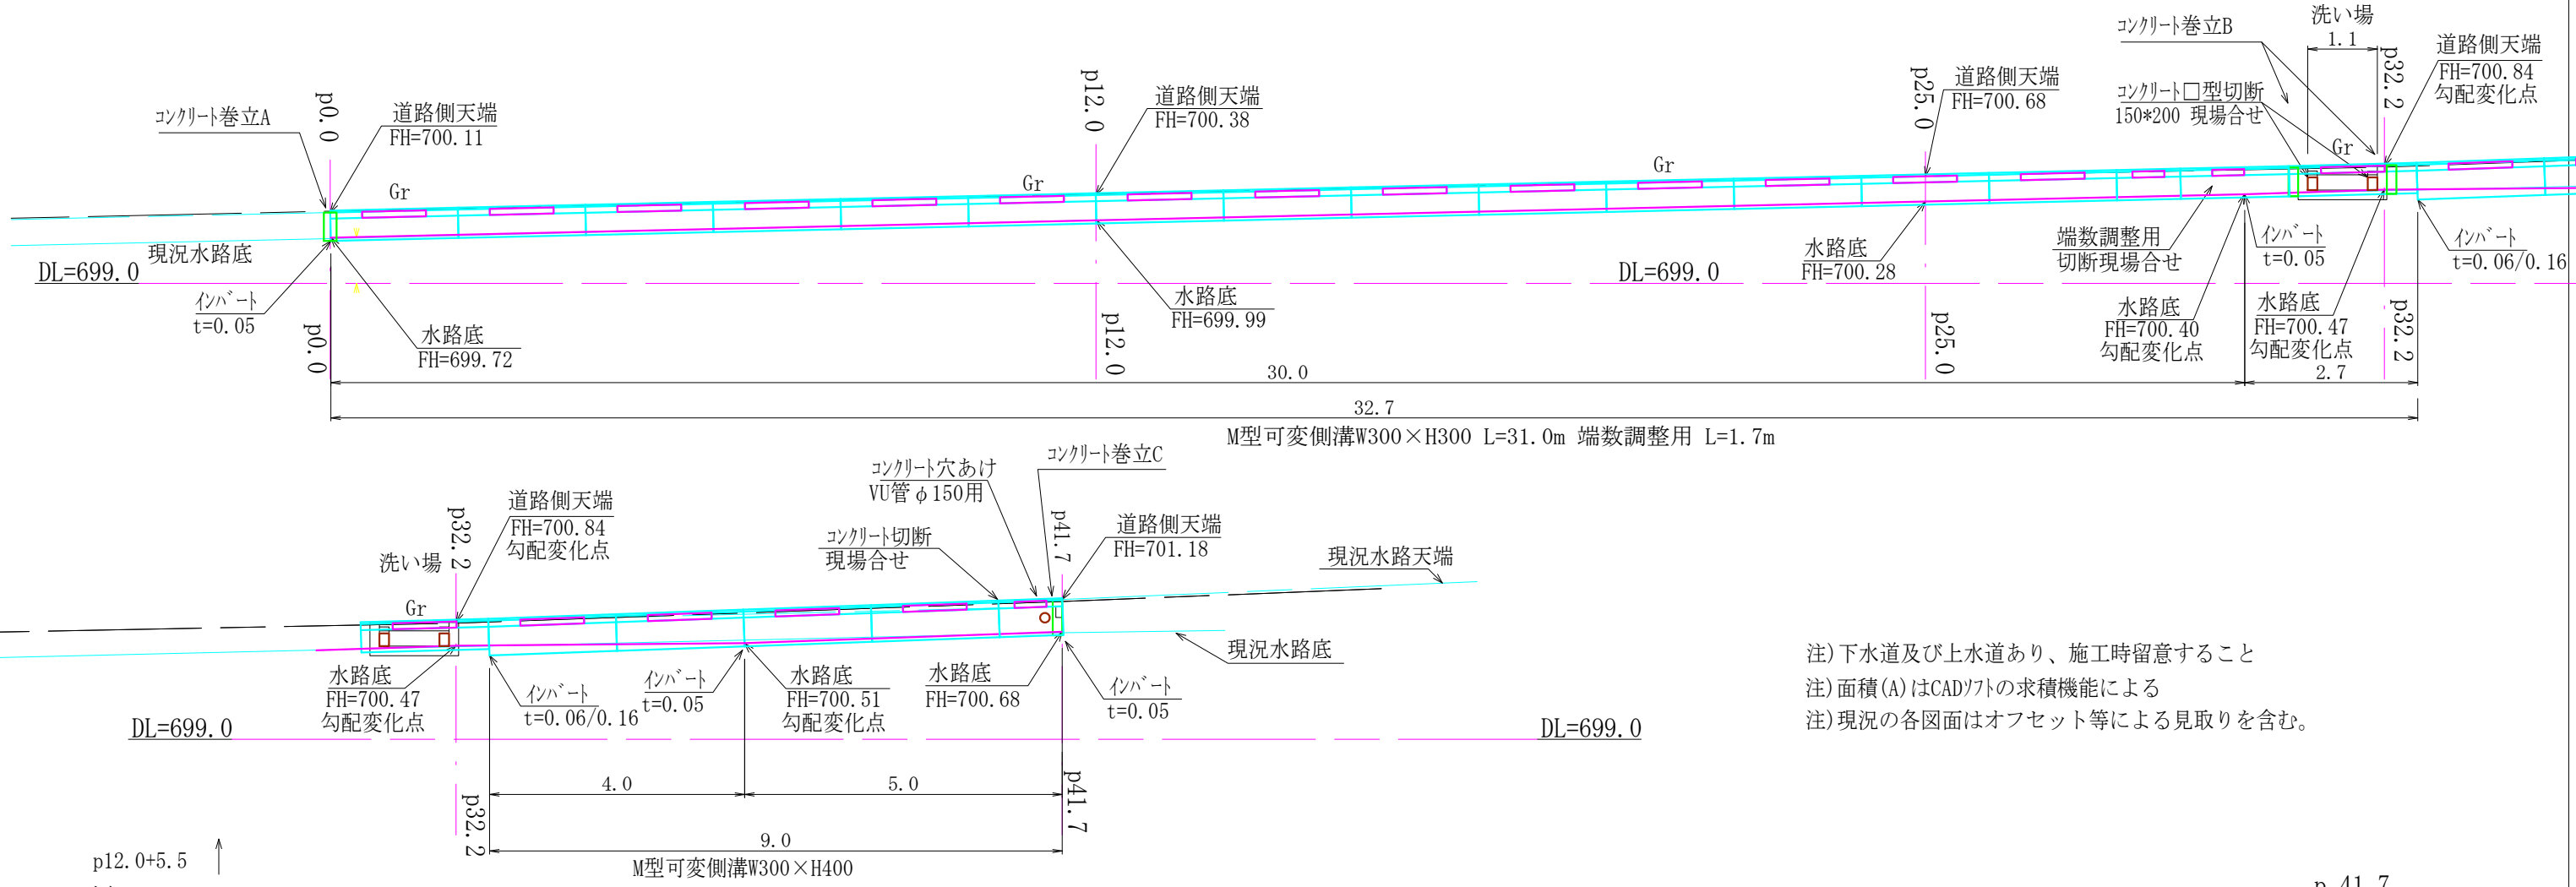 コンクリート巻立A
p0.0
道路側天端
FH=700.11
Gr
現況水路底
DL=699.0
インバート
t=0.05
p0.0
水路底
FH=699.72
p12.0
道路側天端
FH=700.38
Gr
水路底
FH=699.99
p12.0
Gr
DL=699.0
p25.0
道路側天端
FH=700.68
水路底
FH=700.28
p25.0
コンクリート巻立B
洗い場
1.1
コンクリート□型切断
150*200 現場合せ
Gr
p32.2
道路側天端
FH=700.84
勾配変化点
端数調整用
切断現場合せ
インバート
t=0.05
インバート
t=0.06/0.16
水路底
FH=700.40
勾配変化点
水路底
FH=700.47
勾配変化点
p32.2
30.0
2.7
32.7
M型可変側溝W300×H300 L=31.0m 端数調整用 L=1.7m
洗い場
Gr
p32.2
道路側天端
FH=700.84
勾配変化点
コンクリート穴あけ
VU管φ150用
コンクリート巻立C
コンクリート切断
現場合せ
p41.7
道路側天端
FH=701.18
現況水路天端
現況水路底
水路底
FH=700.47
勾配変化点
インバート
t=0.06/0.16
インバート
t=0.05
水路底
FH=700.51
勾配変化点
水路底
FH=700.68
インバート
t=0.05
DL=699.0
DL=699.0
4.0
5.0
p32.2
p41.7
9.0
M型可変側溝W300×H400
注)下水道及び上水道あり、施工時留意すること
注)面積(A)はCADソフトの求積機能による
注)現況の各図面はオフセット等による見取りを含む。
p12.0+5.5
p 41.7